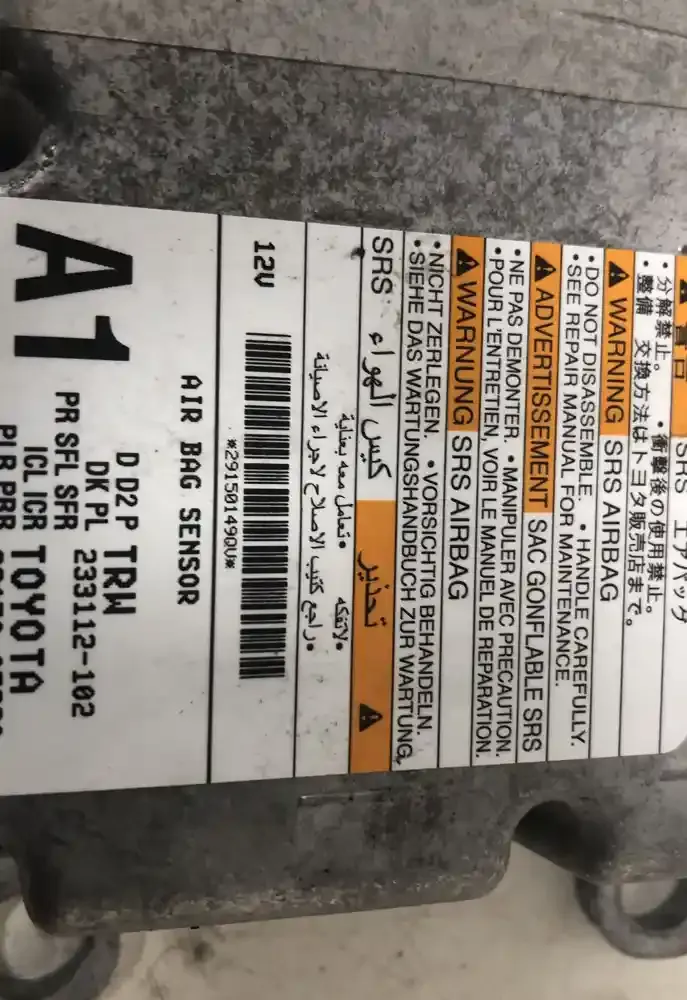 SRS エアバッグ
・分解禁止。 ・衝撃後の使用禁止。
・整備 交換方法はトヨタ販売店まで。
WARNING SRS AIRBAG
•DO NOT DISASSEMBLE. •HANDLE CAREFULLY.
•SEE REPAIR MANUAL FOR MAINTENANCE.
ADVERTISSEMENT SAC GONFLABLE SRS
•NE PAS DEMONTER. •MANIPULER AVEC PRECAUTION.
•POUR L'ENTRETIEN, VOIR LE MANUEL DE REPARATION.
WARNUNG SRS AIRBAG
•NICHT ZERLEGEN. •VORSICHTIG BEHANDELN.
•SIEHE DAS WARTUNGSHANDBUCH ZUR WARTUNG.
تحذير كيس الهواء SRS
•لاتفكه •تعامل معه بعناية
•راجع كتيب الاصلاح لاجراء الاصيانة
12V
*29150149QV*
AIR BAG SENSOR
A1 D D2 P TRW
DK PL 233112-102
PR SFL SFR
ICL ICR TOYOTA
PLR PRR